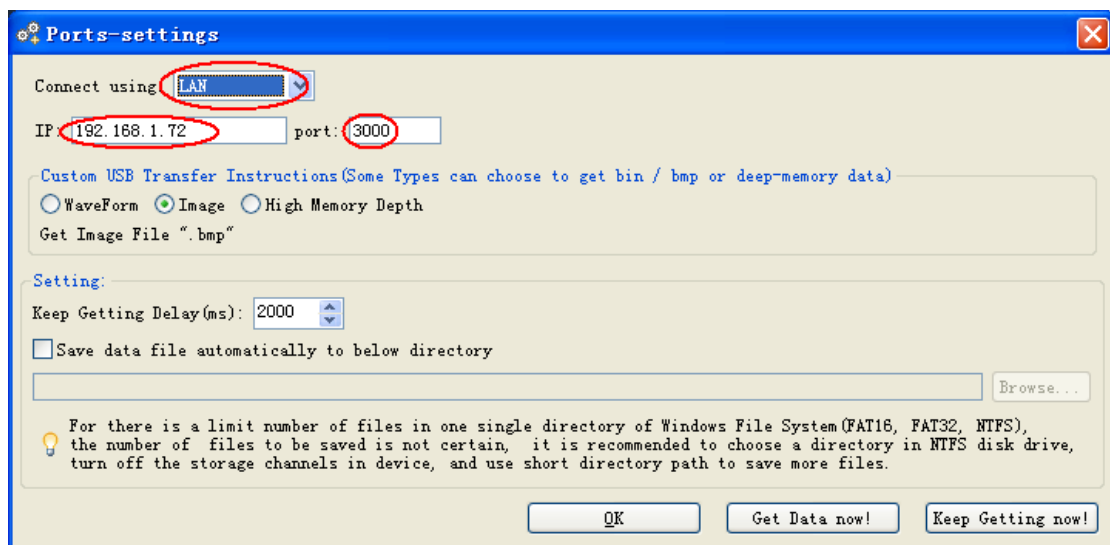 Ports-settings
Connect using LAN
IP: 192.168.1.72 port: 3000
Custom USB Transfer Instructions(Some Types can choose to get bin / bmp or deep-memory data)
WaveForm Image High Memory Depth
Get Image File ".bmp"
Setting:
Keep Getting Delay(ms): 2000
Save data file automatically to below directory
Browse...
For there is a limit number of files in one single directory of Windows File System(FAT16, FAT32, NTFS),
the number of files to be saved is not certain, it is recommended to choose a directory in NTFS disk drive,
turn off the storage channels in device, and use short directory path to save more files.
OK Get Data now! Keep Getting now!